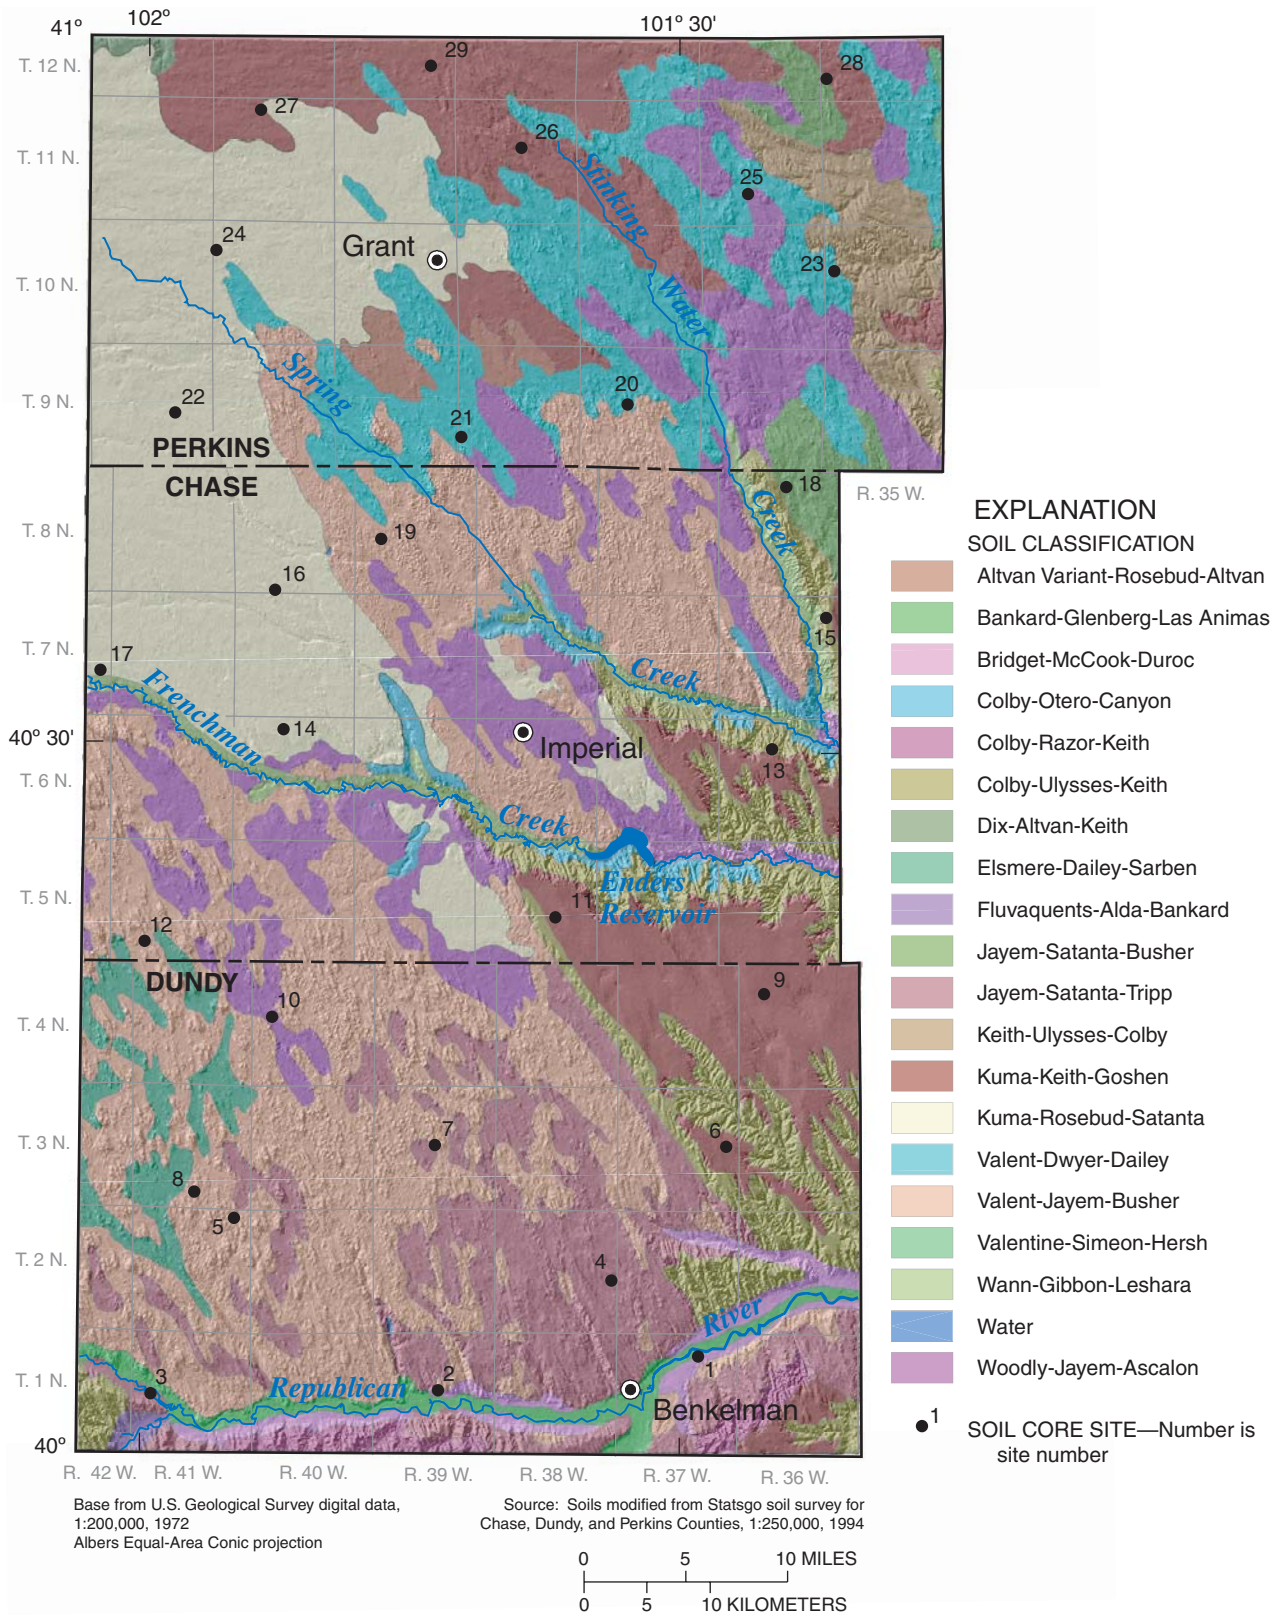 102°
101° 30'
41°
T. 12 N.
29
28
27
26
T. 11 N.
Stinking
25
24
Grant
23
T. 10 N.
Water
Spring
20
T. 9 N.
22
21
PERKINS
CHASE
18
R. 35 W.
Creek
T. 8 N.
19
16
15
T. 7 N.
17
Creek
Frenchman
14
40° 30'
Imperial
13
T. 6 N.
Creek
Enders
Reservoir
T. 5 N.
11
12
DUNDY
9
10
T. 4 N.
7
6
T. 3 N.
8
5
T. 2 N.
4
River
1
T. 1 N.
3
2
Republican
Benkelman
40°
R. 42 W.
R. 41 W.
R. 40 W.
R. 39 W.
R. 38 W.
R. 37 W.
R. 36 W.
EXPLANATION
SOIL CLASSIFICATION
Altvan Variant-Rosebud-Altvan
Bankard-Glenberg-Las Animas
Bridget-McCook-Duroc
Colby-Otero-Canyon
Colby-Razor-Keith
Colby-Ulysses-Keith
Dix-Altvan-Keith
Elsmere-Dailey-Sarben
Fluvaquents-Alda-Bankard
Jayem-Satanta-Busher
Jayem-Satanta-Tripp
Keith-Ulysses-Colby
Kuma-Keith-Goshen
Kuma-Rosebud-Satanta
Valent-Dwyer-Dailey
Valent-Jayem-Busher
Valentine-Simeon-Hersh
Wann-Gibbon-Leshara
Water
Woodly-Jayem-Ascalon
1
SOIL CORE SITE—Number is
site number
Base from U.S. Geological Survey digital data,
1:200,000, 1972
Albers Equal-Area Conic projection
Source: Soils modified from Statsgo soil survey for
Chase, Dundy, and Perkins Counties, 1:250,000, 1994
0 5 10 MILES
0 5 10 KILOMETERS